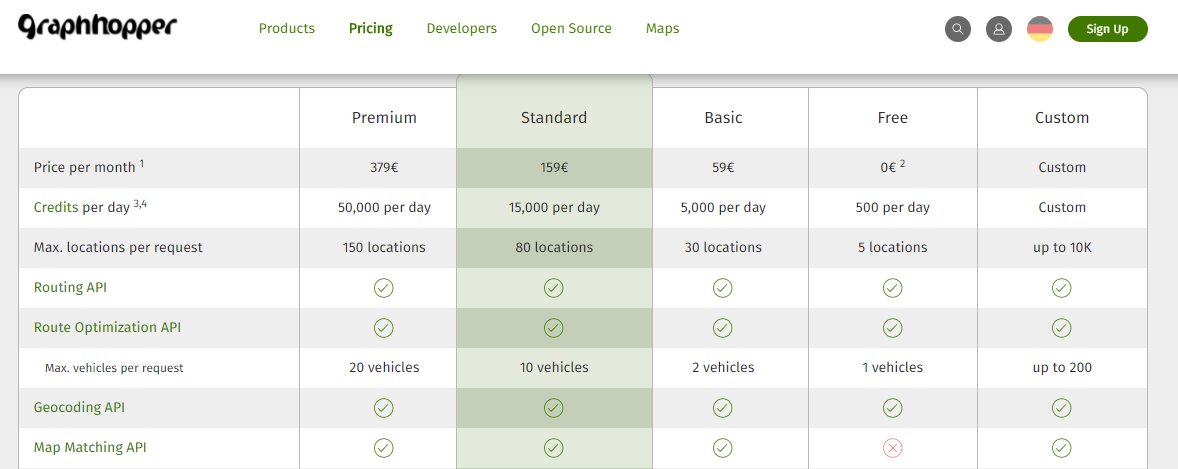 graphhopper Products Pricing Developers Open Source Maps Sign Up
Premium Standard Basic Free Custom
Price per month 1 379€ 159€ 59€ 0€ 2 Custom
Credits per day 3,4 50,000 per day 15,000 per day 5,000 per day 500 per day Custom
Max. locations per request 150 locations 80 locations 30 locations 5 locations up to 10K
Routing API
Route Optimization API
Max. vehicles per request 20 vehicles 10 vehicles 2 vehicles 1 vehicles up to 200
Geocoding API
Map Matching API